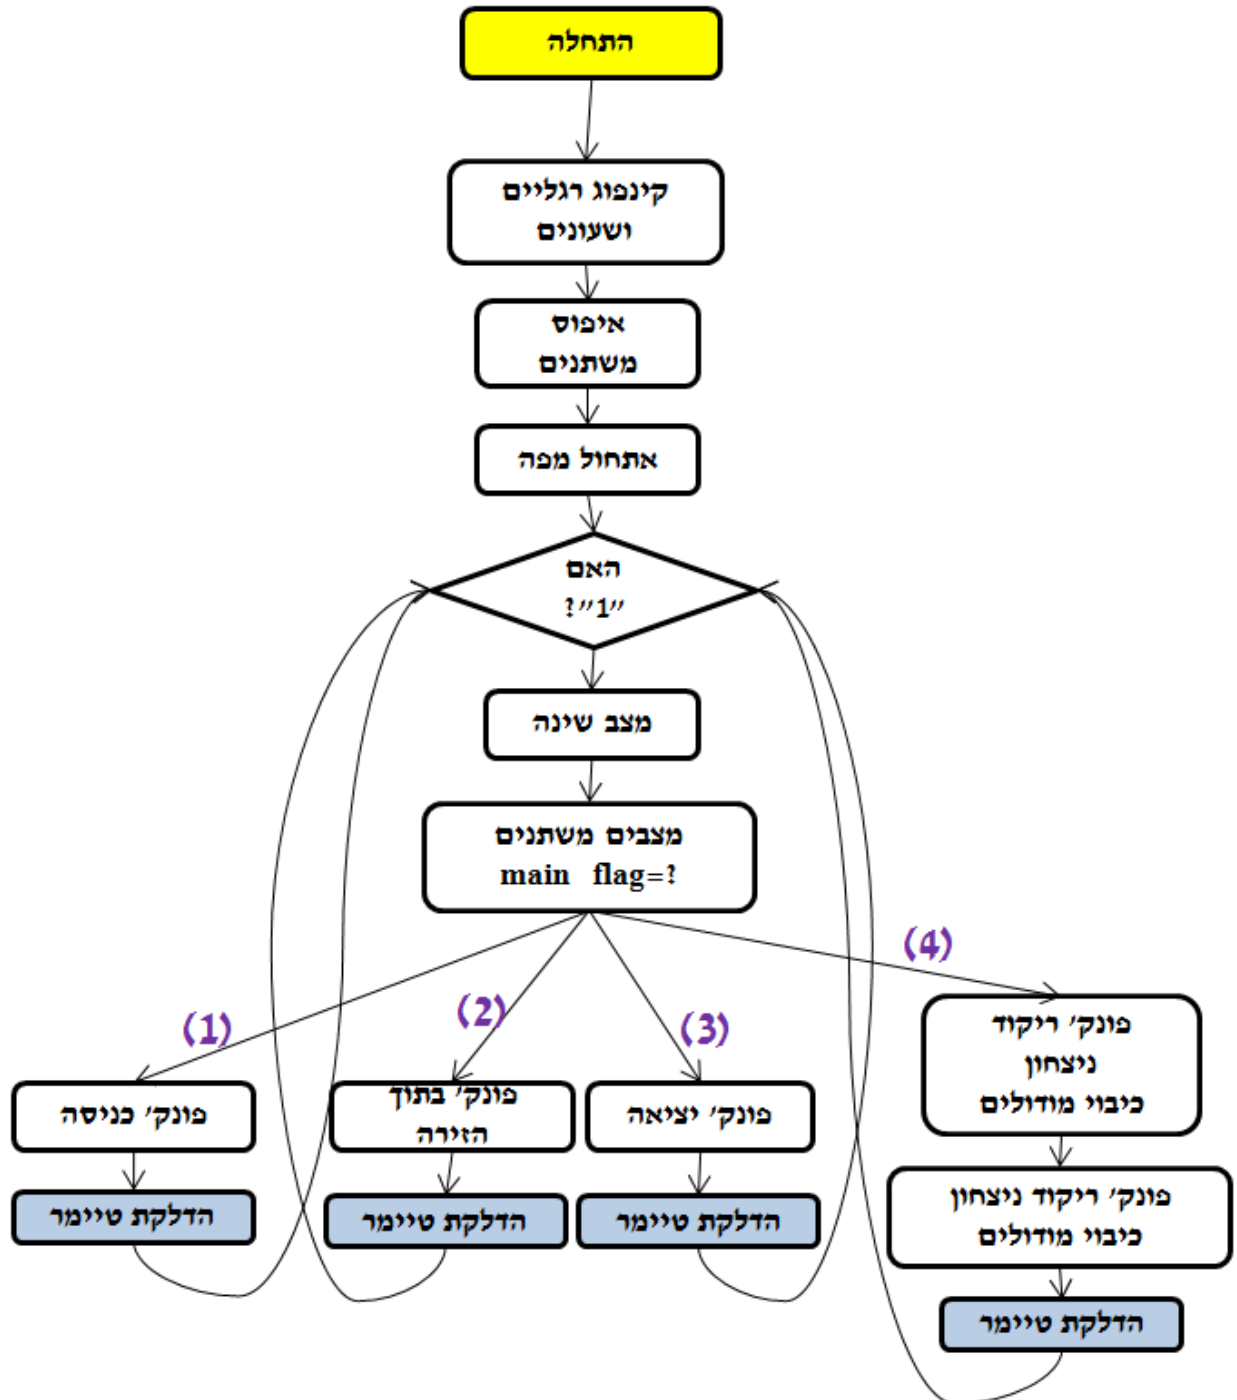 התחלה
קינפוג רגליים
ושעונים
איפוס
משתנים
אתחול מפה
האם
"1"?
מצב שינה
מצבים משתנים
main flag=?
(1)
(2)
(3)
(4)
פונק' כניסה
הדלקת טיימר
פונק' בתוך
הזירה
הדלקת טיימר
פונק' יציאה
הדלקת טיימר
פונק' ריקוד
ניצחון
כיבוי מודולים
פונק' ריקוד ניצחון
כיבוי מודולים
הדלקת טיימר